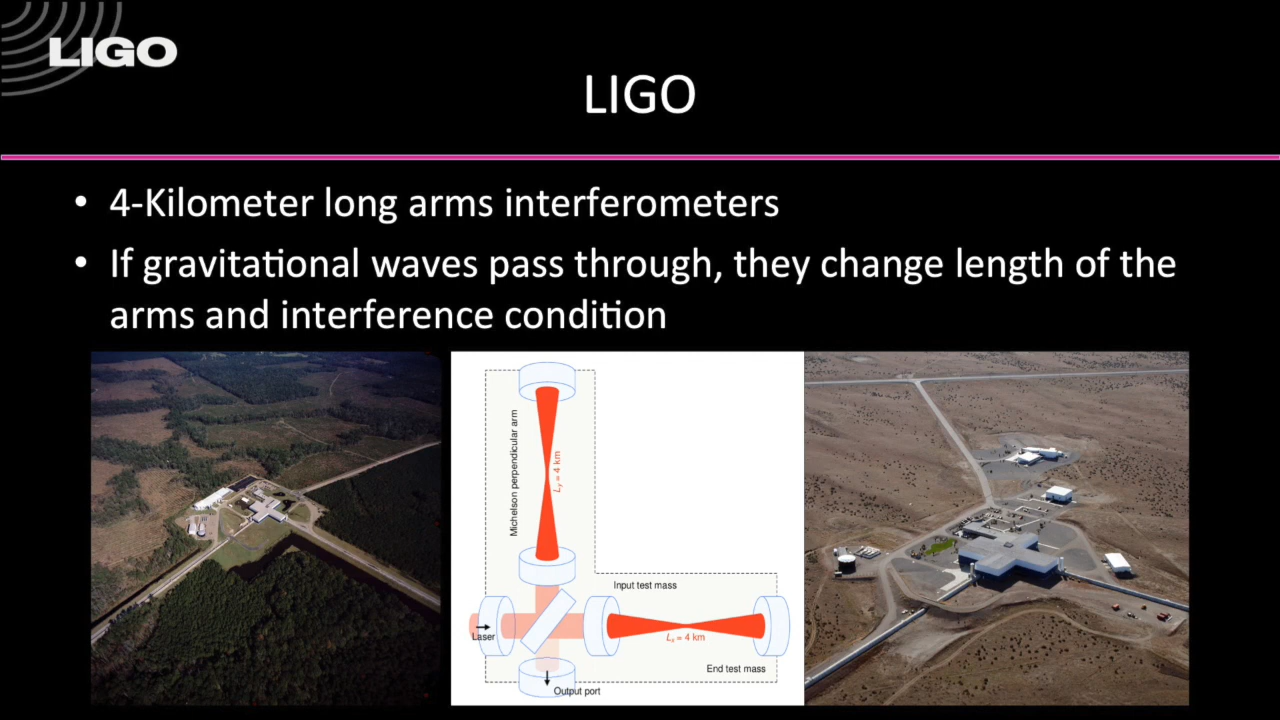 LIGO
LIGO
• 4-Kilometer long arms interferometers
• If gravitational waves pass through, they change length of the
arms and interference condition
Michelson perpendicular arm
Ly = 4 km
Input test mass
Laser
Lx = 4 km
End test mass
Output port